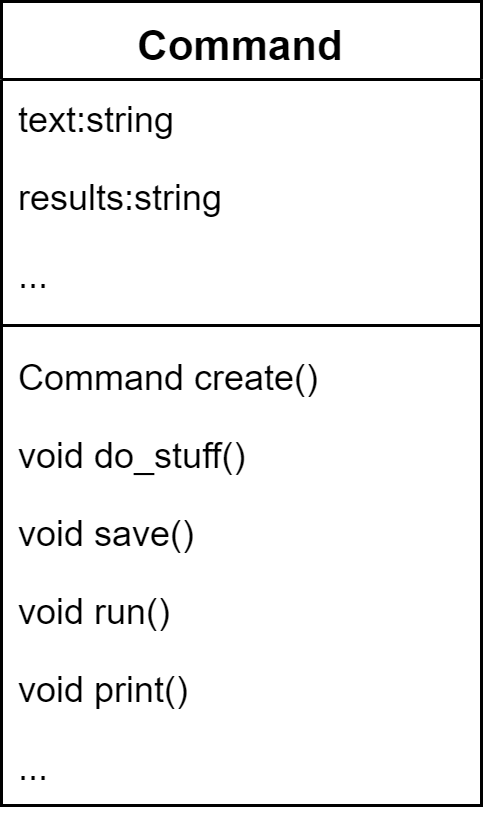 Command
text:string
results:string
...
Command create()
void do_stuff()
void save()
void run()
void print()
...